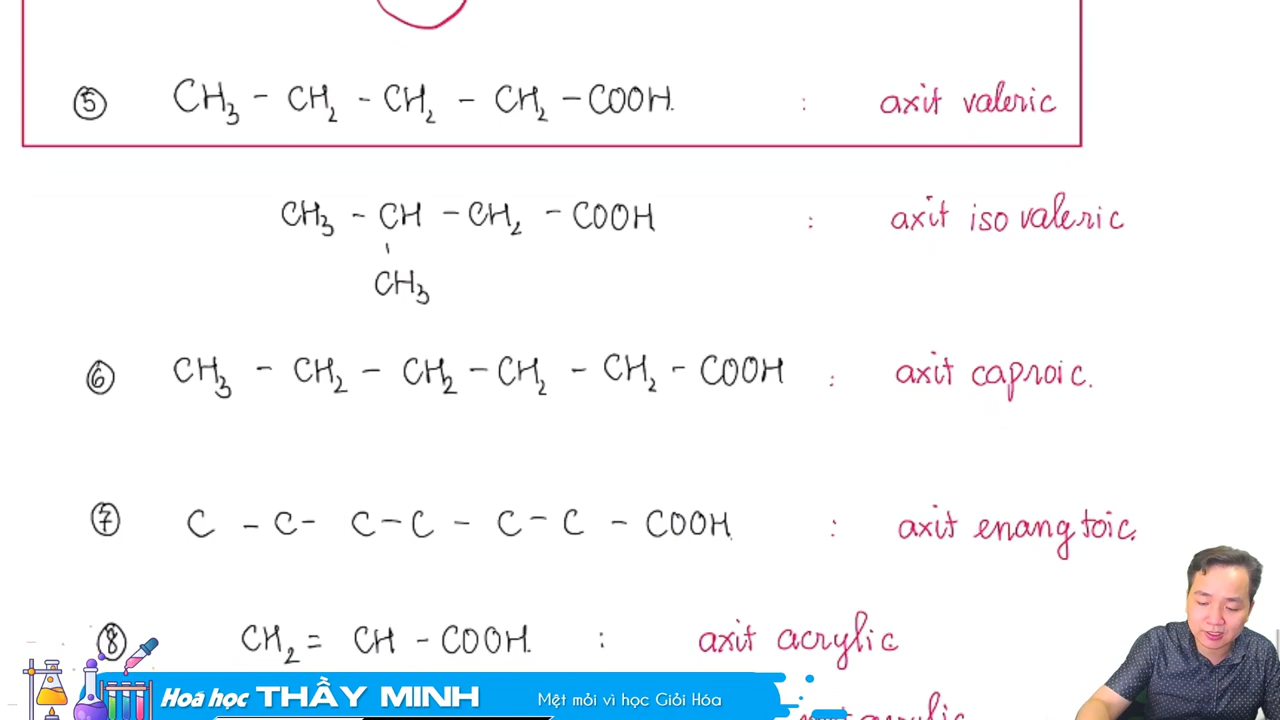 ⑤ CH₃ - CH₂ - CH₂ - CH₂ - COOH. : axit valeric
CH₃ - CH - CH₂ - COOH : axit iso valeric
CH₃
⑥ CH₃ - CH₂ - CH₂ - CH₂ - CH₂ - COOH : axit caproic.
⑦ C - C - C - C - C - C - COOH. : axit enang toic.
⑧ CH₂ = CH - COOH. : axit acrylic
Hoá học THẦY MINH Mệt mỏi vì học Giỏi Hóa